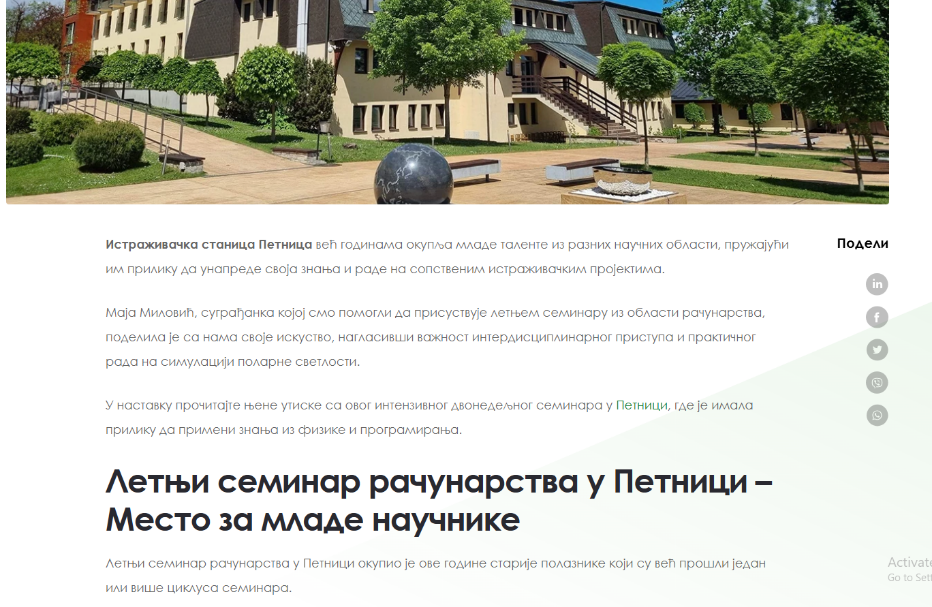 Истраживачка станица Петница већ годинама окупља младе таленте из разних научних области, пружајући
им прилику да унапреде своја знања и раде на сопственим истраживачким пројектима.
Подели
Маја Миловић, суграђанка којој смо помогли да присуствује летњем семинару из области рачунарства,
поделила је са нама своје искуство, нагласивши важност интердисциплинарног приступа и практичног
рада на симулацији поларне светлости.
У наставку прочитајте њене утиске са овог интензивног двонедељног семинара у Петници, где је имала
прилику да примени знања из физике и програмирања.
Летњи семинар рачунарства у Петници –
Место за младе научнике
Летњи семинар рачунарства у Петници окупио је ове године старије полазнике који су већ прошли један
или више циклуса семинара.
Activate
Go to Sett